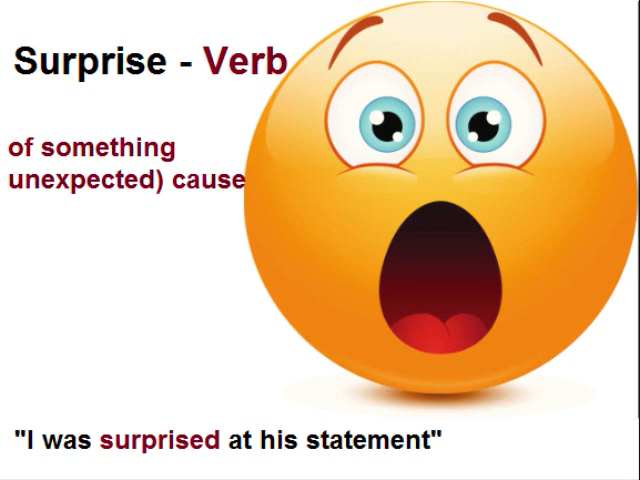 Surprise - Verb
of something
unexpected) cause
"I was surprised at his statement"